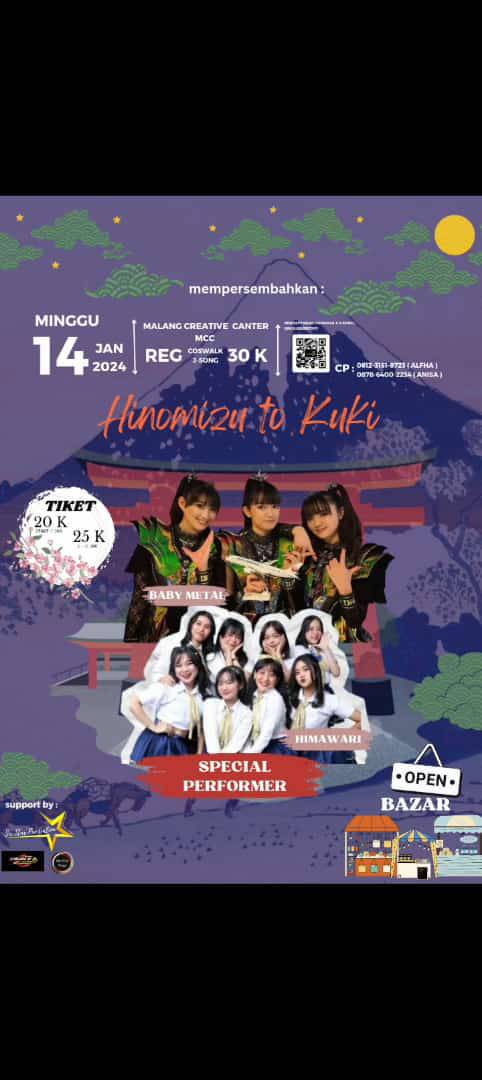 mempersembahkan :
MINGGU
14 JAN
2024
MALANG CREATIVE CANTER
MCC
REG COSWALK
J-SONG 30 K
CP : 0812-3151-8723 ( ALFHA )
0878-6400 2234 ( ANISA )
Hinomizu to Kuki
TIKET
20 K
25 K
BABY METAL
HIMAWARI
SPECIAL
PERFORMER
OPEN
BAZAR
support by :